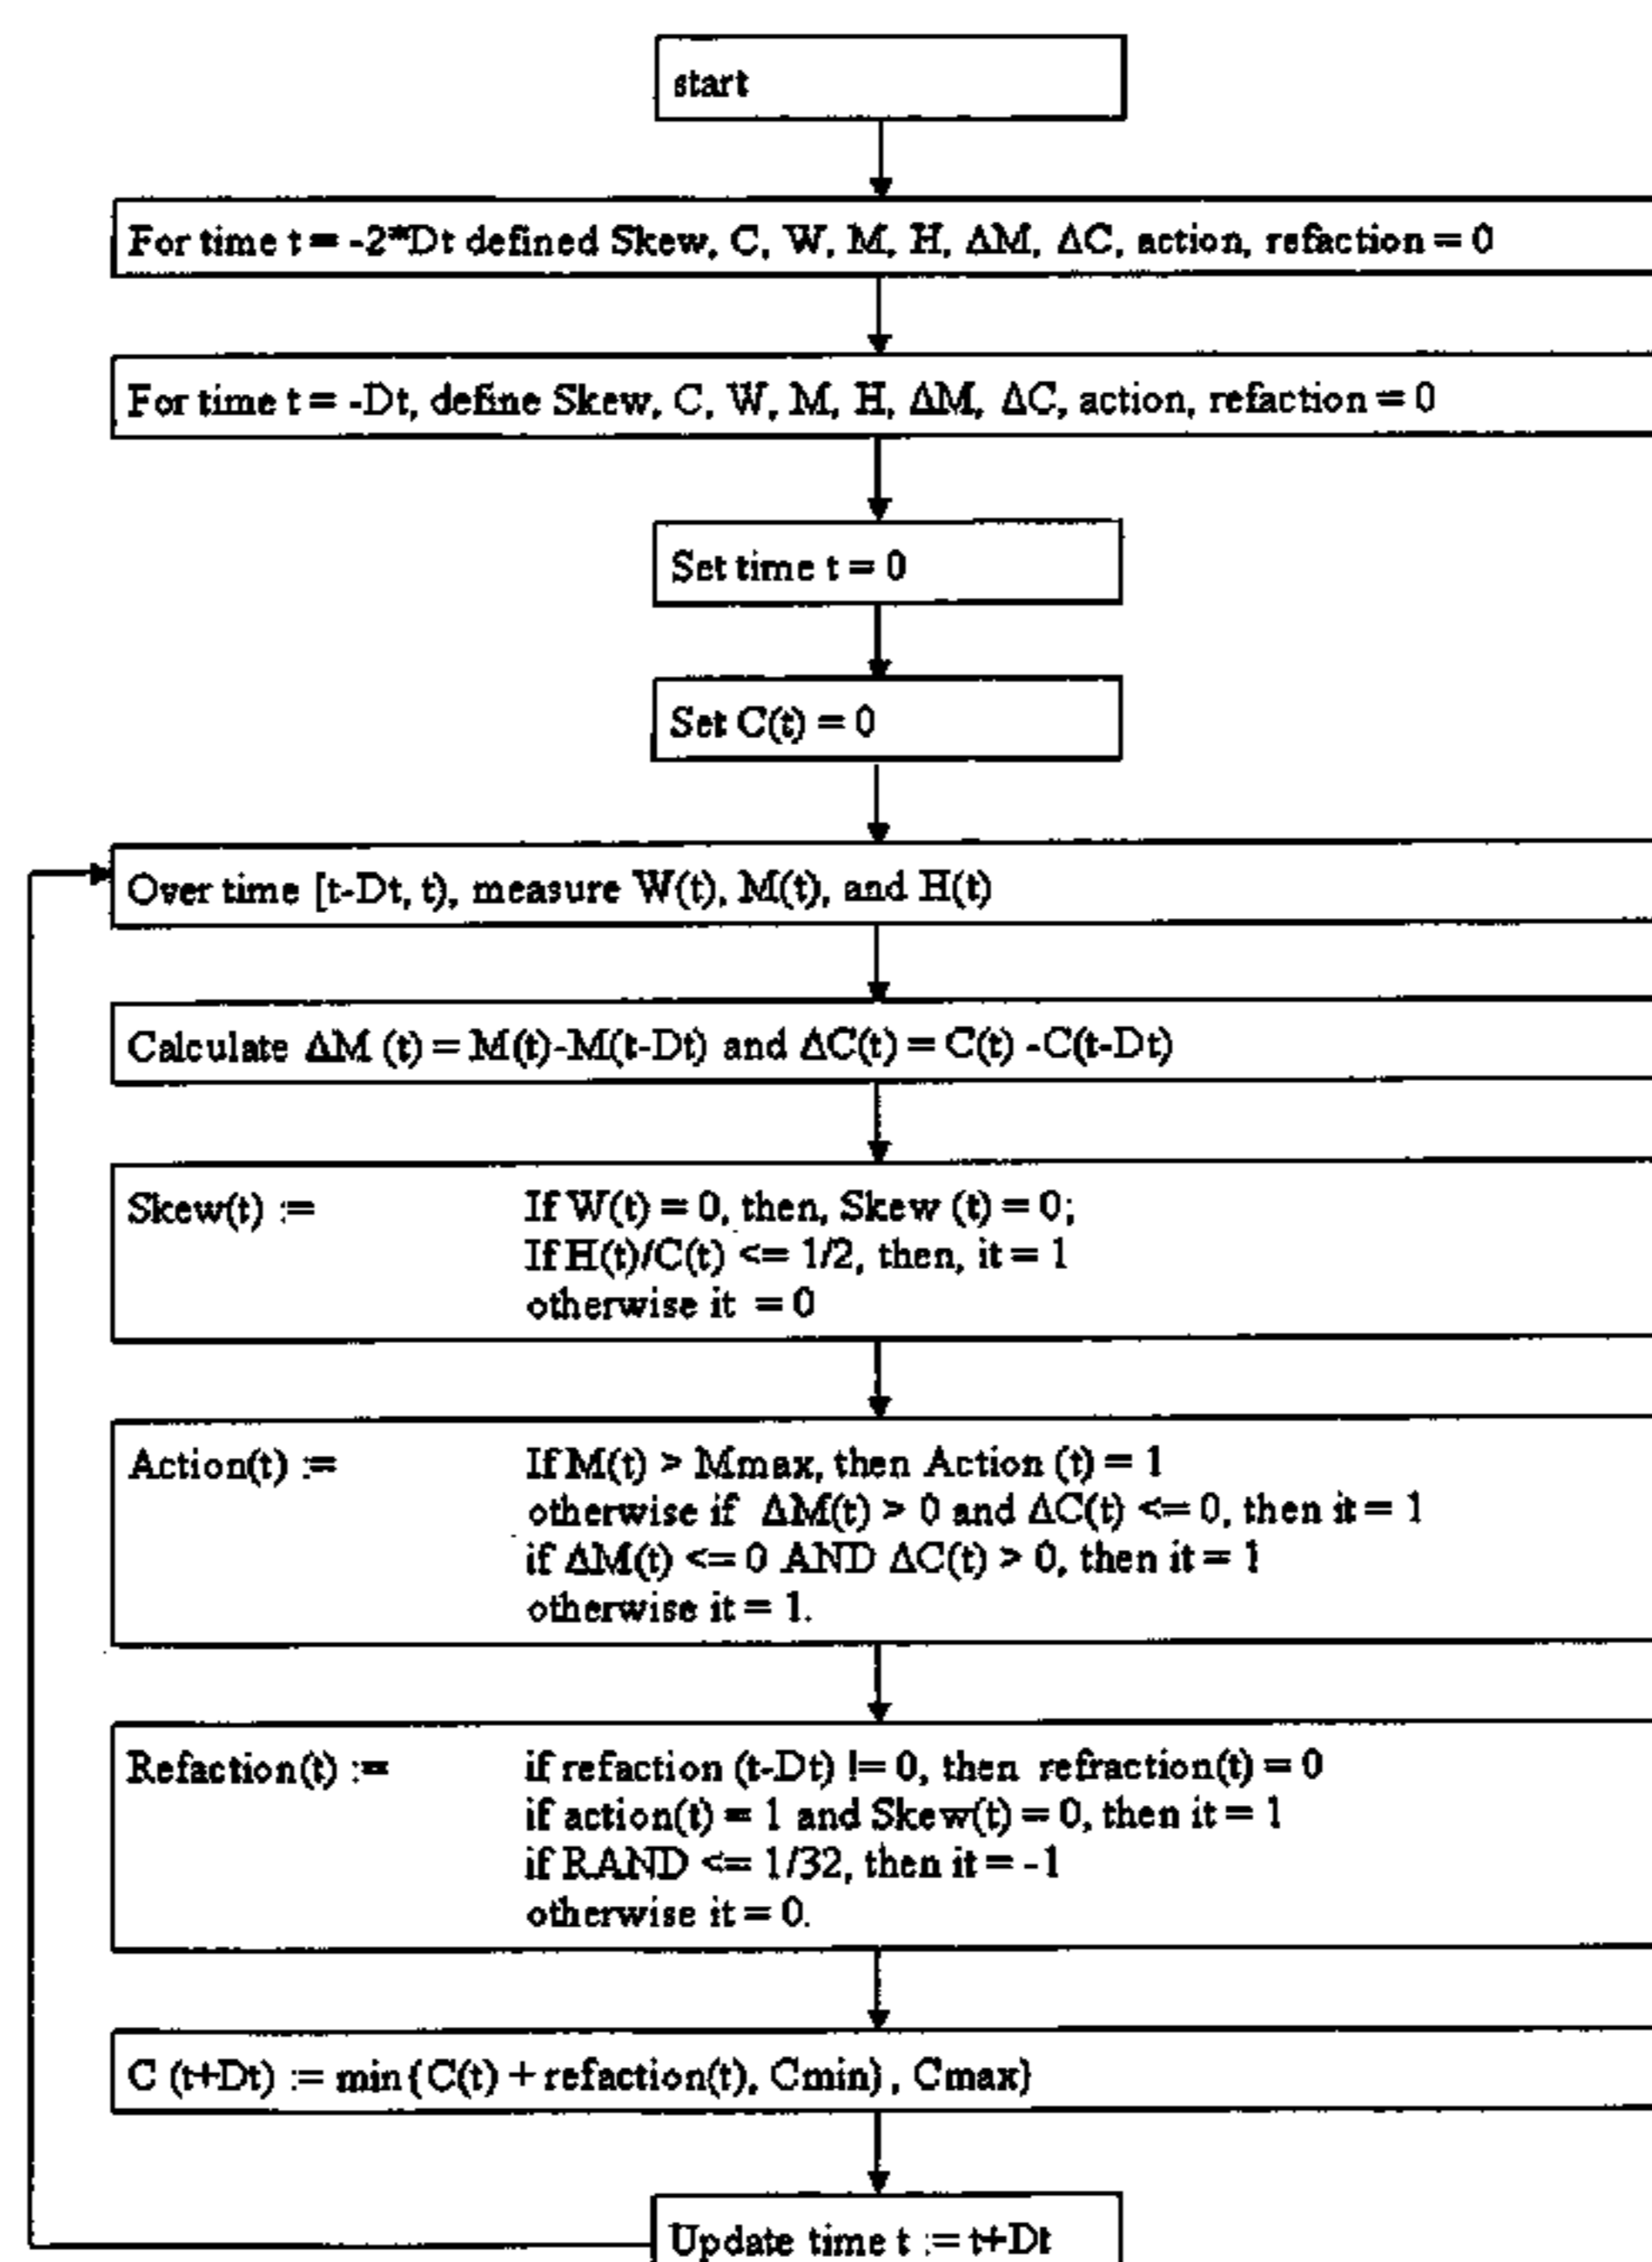 start
For time t = -2*Dt defined Skew, C, W, M, H, ΔM, ΔC, action, refaction = 0
For time t = -Dt, define Skew, C, W, M, H, ΔM, ΔC, action, refaction = 0
Set time t = 0
Set C(t) = 0
Over time [t-Dt, t), measure W(t), M(t), and H(t)
Calculate ΔM (t) = M(t)-M(t-Dt) and ΔC(t) = C(t) -C(t-Dt)
Skew(t) := If W(t) = 0, then, Skew (t) = 0;
If H(t)/C(t) <= 1/2, then, it = 1
otherwise it = 0
Action(t) := If M(t) > Mmax, then Action (t) = 1
otherwise if ΔM(t) > 0 and ΔC(t) <= 0, then it = 1
if ΔM(t) <= 0 AND ΔC(t) > 0, then it = 1
otherwise it = 1.
Refaction(t) := if refaction (t-Dt) != 0, then refraction(t) = 0
if action(t) = 1 and Skew(t) = 0, then it = 1
if RAND <= 1/32, then it = -1
otherwise it = 0.
C (t+Dt) := min{C(t) + refaction(t), Cmin}, Cmax}
Update time t := t+Dt